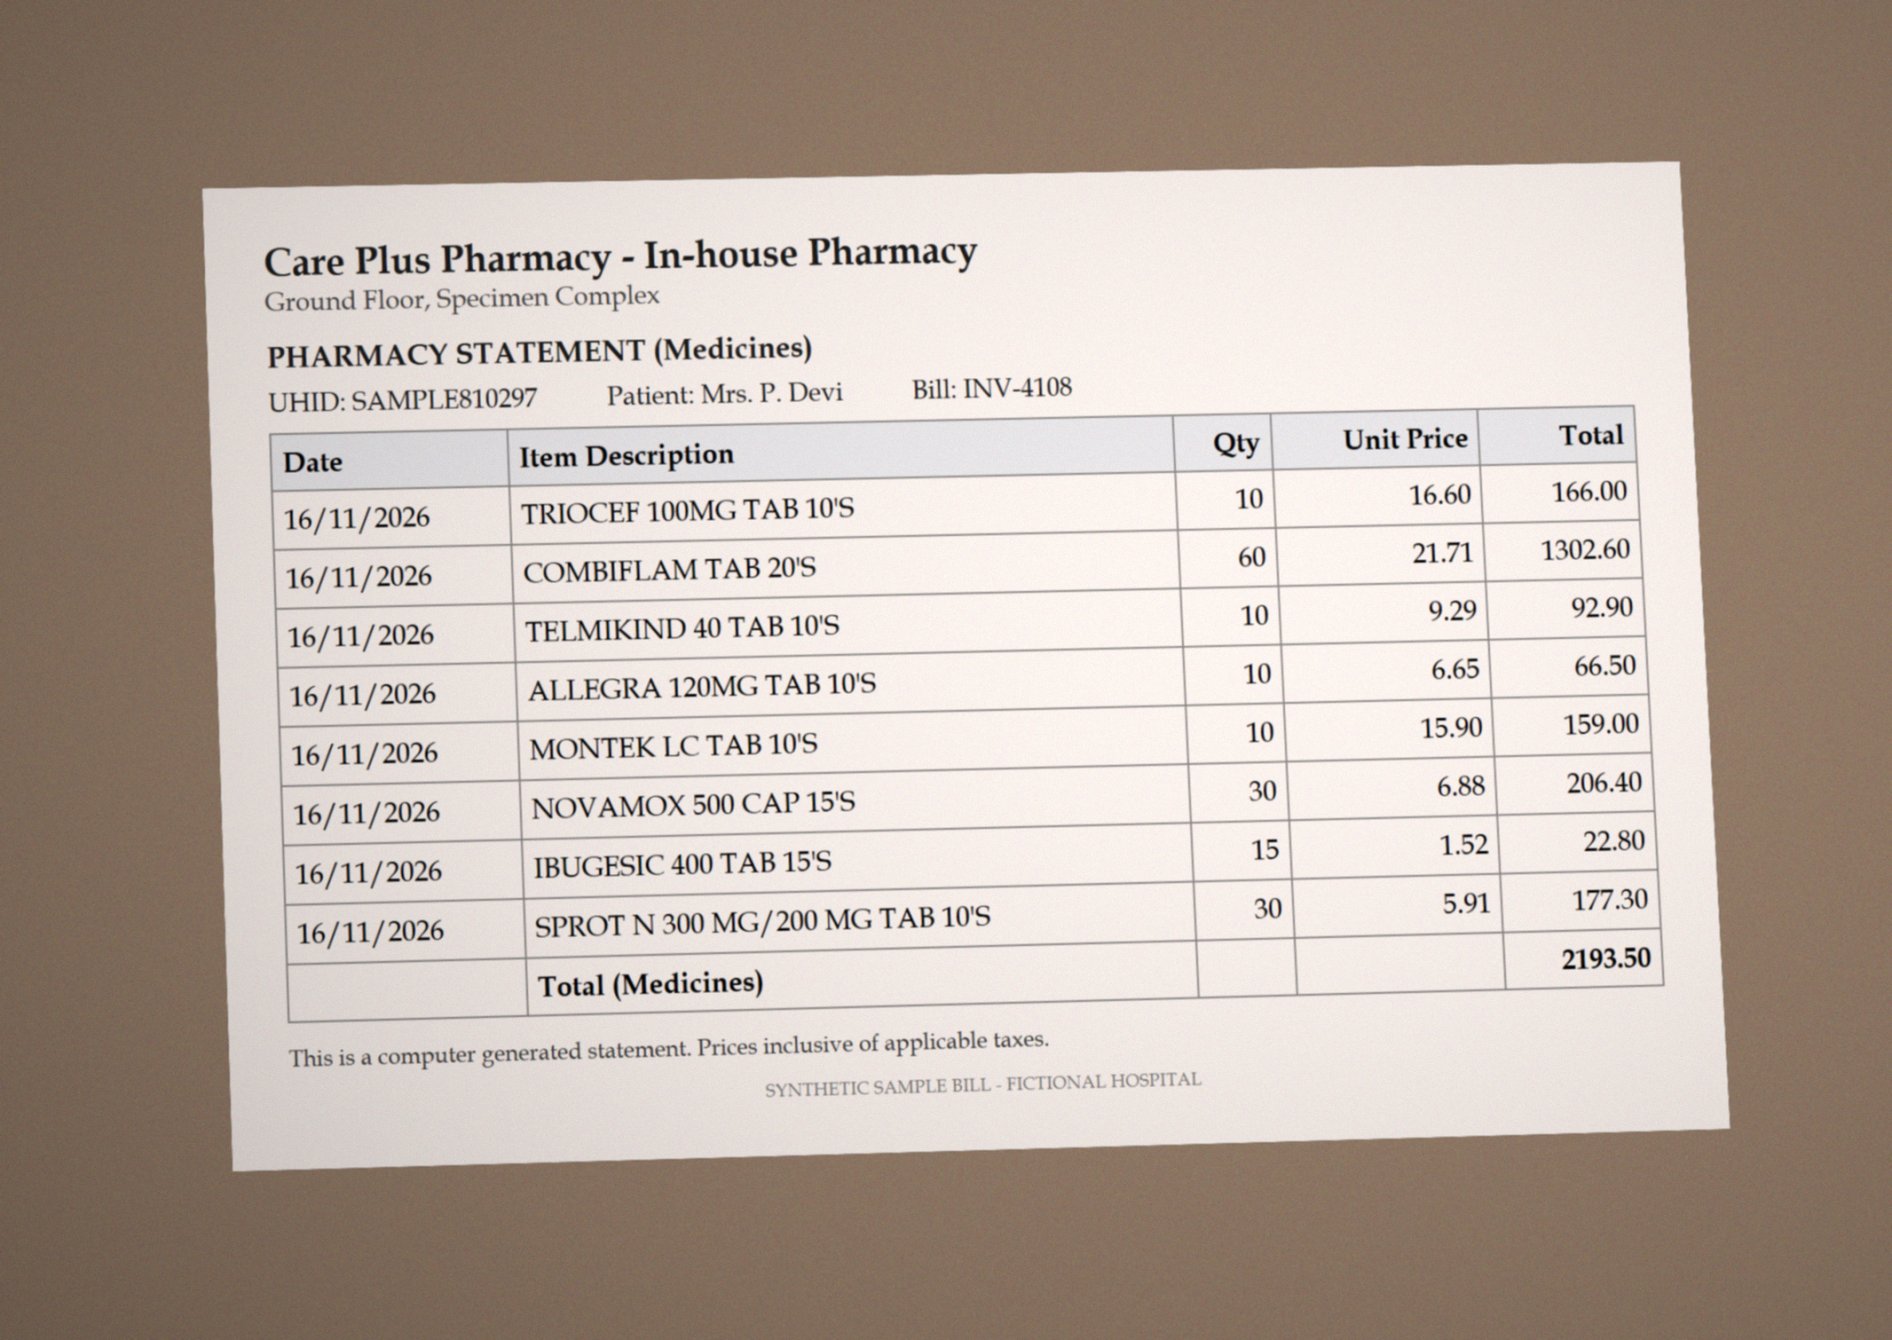 Care Plus Pharmacy - In-house Pharmacy
Ground Floor, Specimen Complex
PHARMACY STATEMENT (Medicines)
UHID: SAMPLE810297 Patient: Mrs. P. Devi Bill: INV-4108
Date Item Description Qty Unit Price Total
16/11/2026 TRIOCEF 100MG TAB 10'S 10 16.60 166.00
16/11/2026 COMBIFLAM TAB 20'S 60 21.71 1302.60
16/11/2026 TELMIKIND 40 TAB 10'S 10 9.29 92.90
16/11/2026 ALLEGRA 120MG TAB 10'S 10 6.65 66.50
16/11/2026 MONTEK LC TAB 10'S 10 15.90 159.00
16/11/2026 NOVAMOX 500 CAP 15'S 30 6.88 206.40
16/11/2026 IBUGESIC 400 TAB 15'S 15 1.52 22.80
16/11/2026 SPROT N 300 MG/200 MG TAB 10'S 30 5.91 177.30
Total (Medicines) 2193.50
This is a computer generated statement. Prices inclusive of applicable taxes.
SYNTHETIC SAMPLE BILL - FICTIONAL HOSPITAL